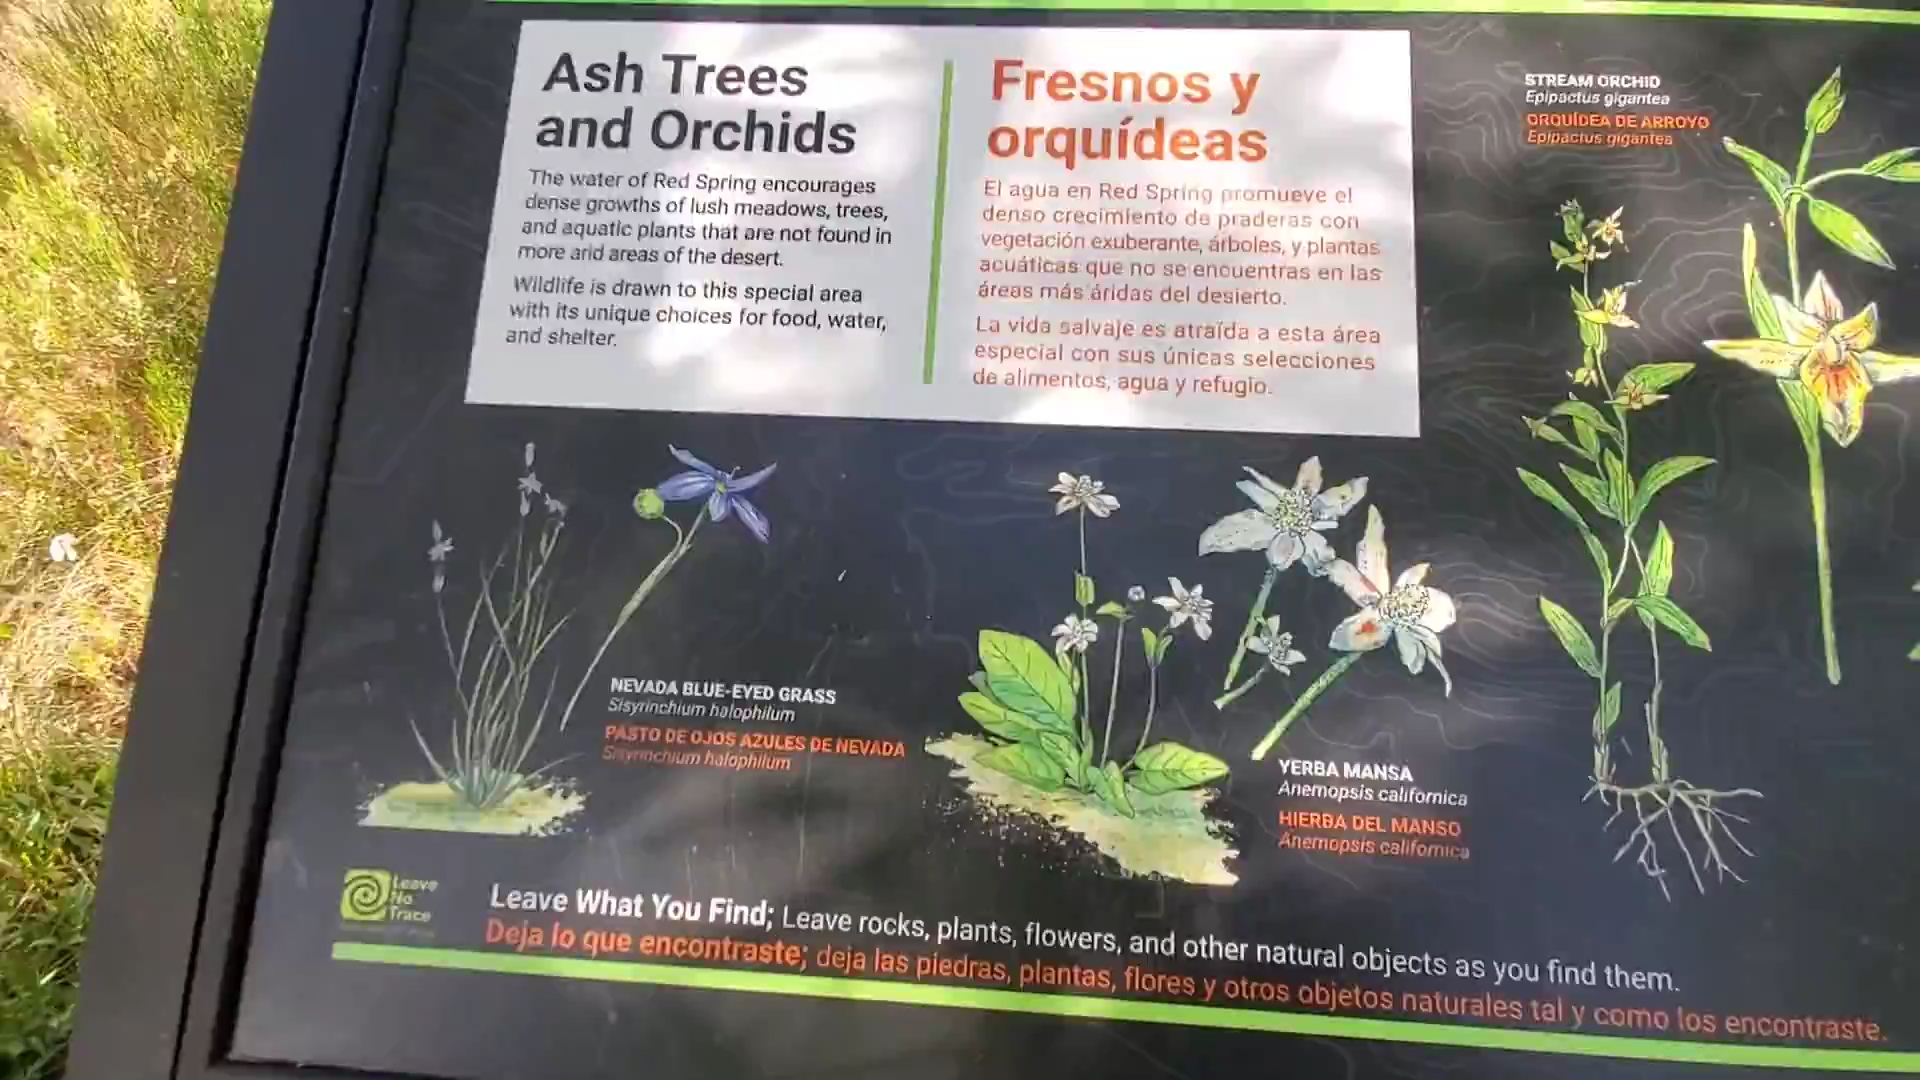 Ash Trees
and Orchids
The water of Red Spring encourages
dense growths of lush meadows, trees,
and aquatic plants that are not found in
more arid areas of the desert.
Wildlife is drawn to this special area
with its unique choices for food, water,
and shelter.
Fresnos y
orquídeas
El agua en Red Spring promueve el
denso crecimiento de praderas con
vegetación exuberante, árboles, y plantas
acuáticas que no se encuentras en las
áreas más áridas del desierto.
La vida salvaje es atraída a esta área
especial con sus únicas selecciones
de alimentos, agua y refugio.
STREAM ORCHID
Epipactus gigantea
ORQUÍDEA DE ARROYO
Epipactus gigantea
NEVADA BLUE-EYED GRASS
Sisyrinchium halophilum
PASTO DE OJOS AZULES DE NEVADA
Sisyrinchium halophilum
YERBA MANSA
Anemopsis californica
HIERBA DEL MANSO
Anemopsis californica
Leave
No
Trace
Leave What You Find; Leave rocks, plants, flowers, and other natural objects as you find them.
Deja lo que encontraste; deja las piedras, plantas, flores y otros objetos naturales tal y como los encontraste.